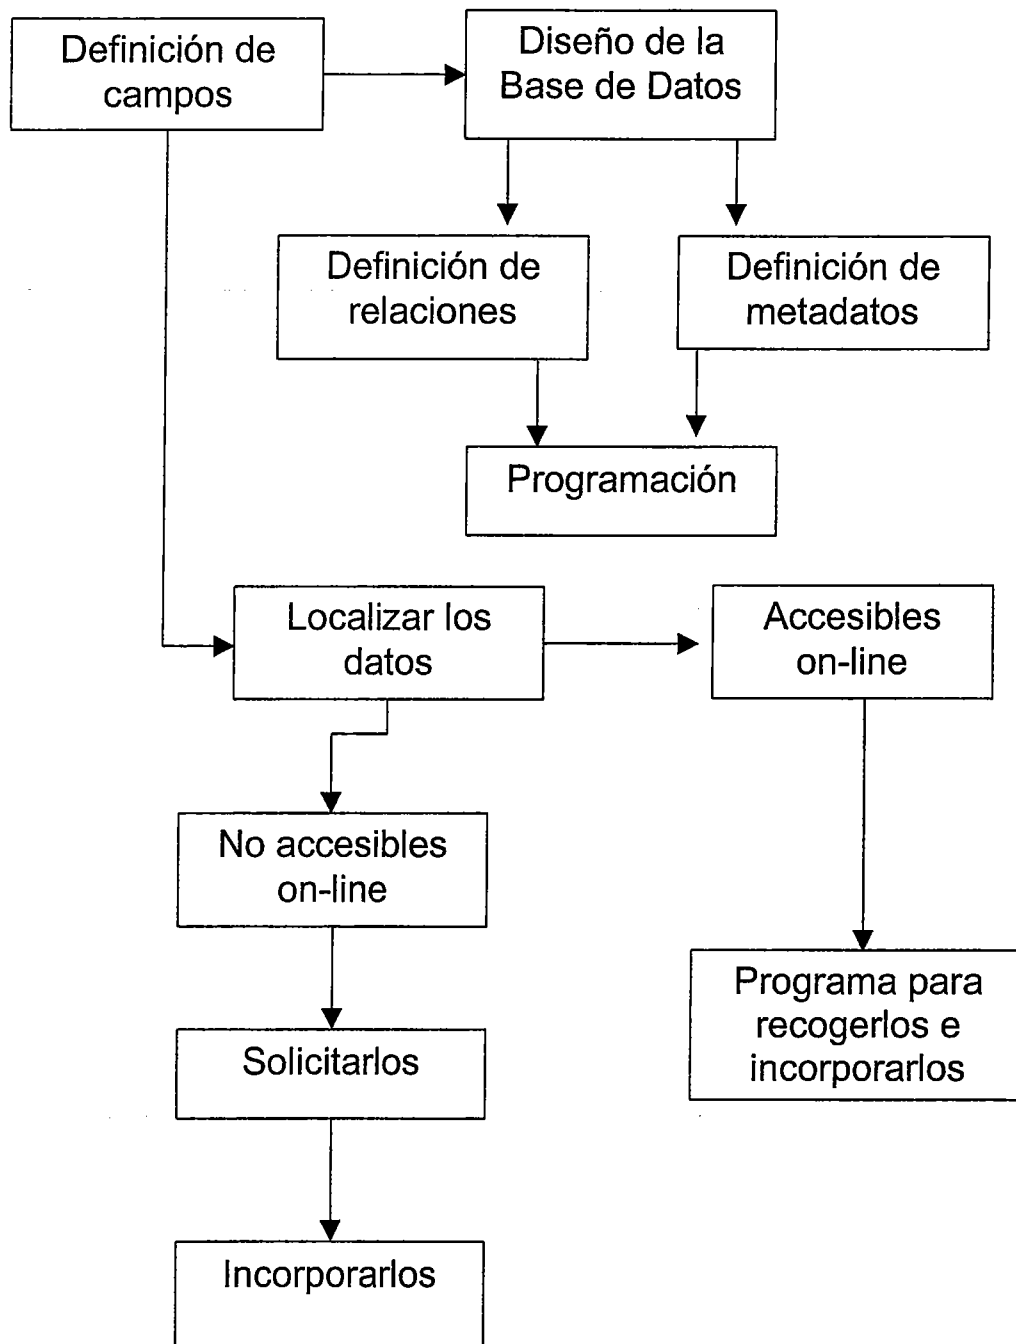 Definición de
campos
Diseño de la
Base de Datos
Definición de
relaciones
Definición de
metadatos
Programación
Localizar los
datos
Accesibles
on-line
No accesibles
on-line
Programa para
recogerlos e
incorporarlos
Solicitarlos
Incorporarlos